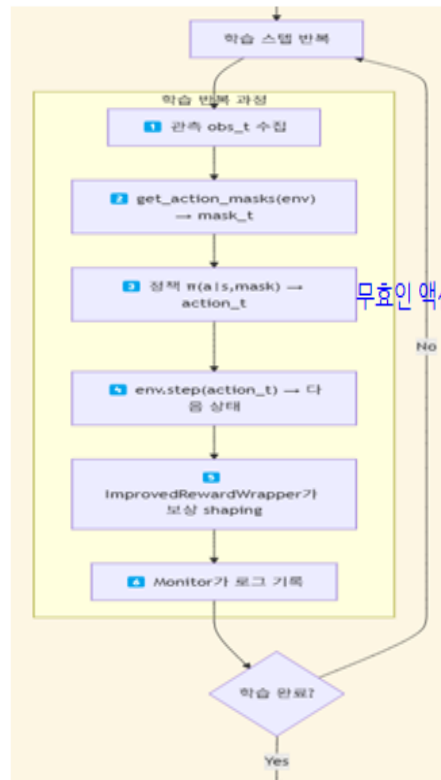 학습 스텝 반복
학습 반복 과정
1 관측 obs_t 수집
2 get_action_masks(env)
→ mask_t
3 정책 π(a|s,mask) →
action_t
무효인 액
No
4 env.step(action_t) → 다
음 상태
5
ImprovedRewardWrapper가
보상 shaping
6 Monitor가 로그 기록
학습 완료?
Yes